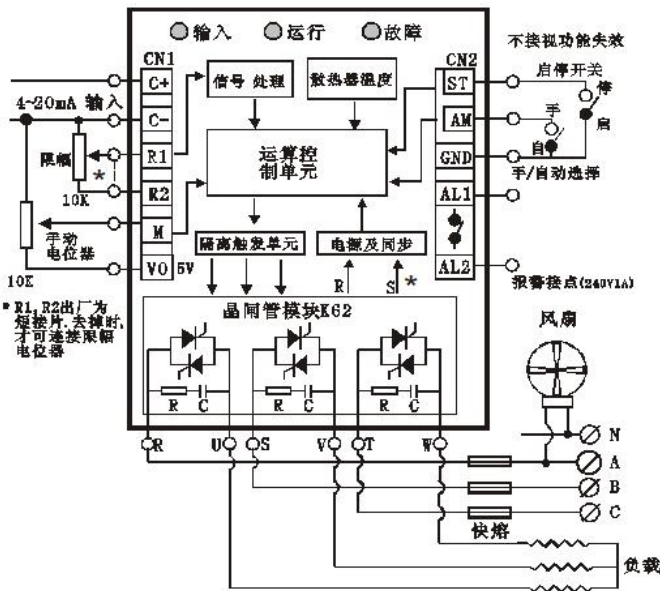 输入
运行
故障
CN1
CN2
不接视功能失效
C+
信号 处理
散热器温度
ST
启停开关
停
启
4~20mA 输入
C-
AM
手
自
限幅
*
R1
运算控
制单元
GND
手/自动选择
10K
R2
AL1
手动
电位器
M
隔离触发单元
电源及同步
10K
VO
5V
R
S
*
AL2
报警接点(240V1A)
* R1, R2出厂为
短接片.去掉时,
才可连接限幅
电位器
晶闸管模块K62
风扇
R
C
R
C
R
C
R
U
S
V
T
W
N
A
B
C
快熔
负载